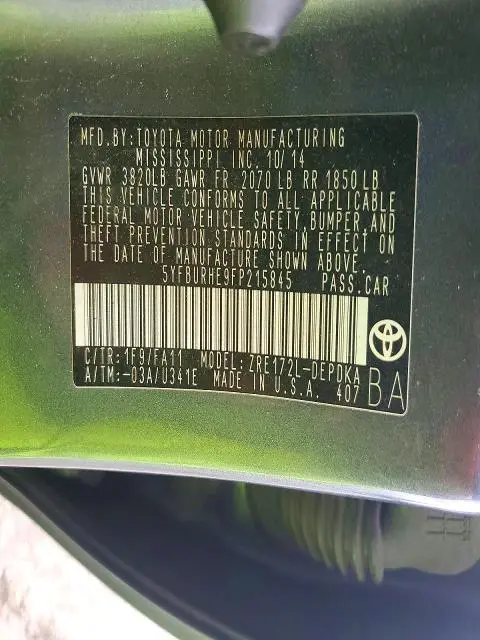 MFD.BY:TOYOTA MOTOR MANUFACTURING
MISSISSIPPI INC. 10/14
GVWR 3820LB GAWR FR 2070 LB RR 1850 LB
THIS VEHICLE CONFORMS TO ALL APPLICABLE
FEDERAL MOTOR VEHICLE SAFETY, BUMPER, AND
THEFT PREVENTION STANDARDS IN EFFECT ON
THE DATE OF MANUFACTURE SHOWN ABOVE.
5YFBURHE9FP215845 PASS.CAR
C/TR: 1F9/FA11 MODEL: ZRE172L-DEPDKA
A/TM:-03A/U341E MADE IN U.S.A. 407
BA